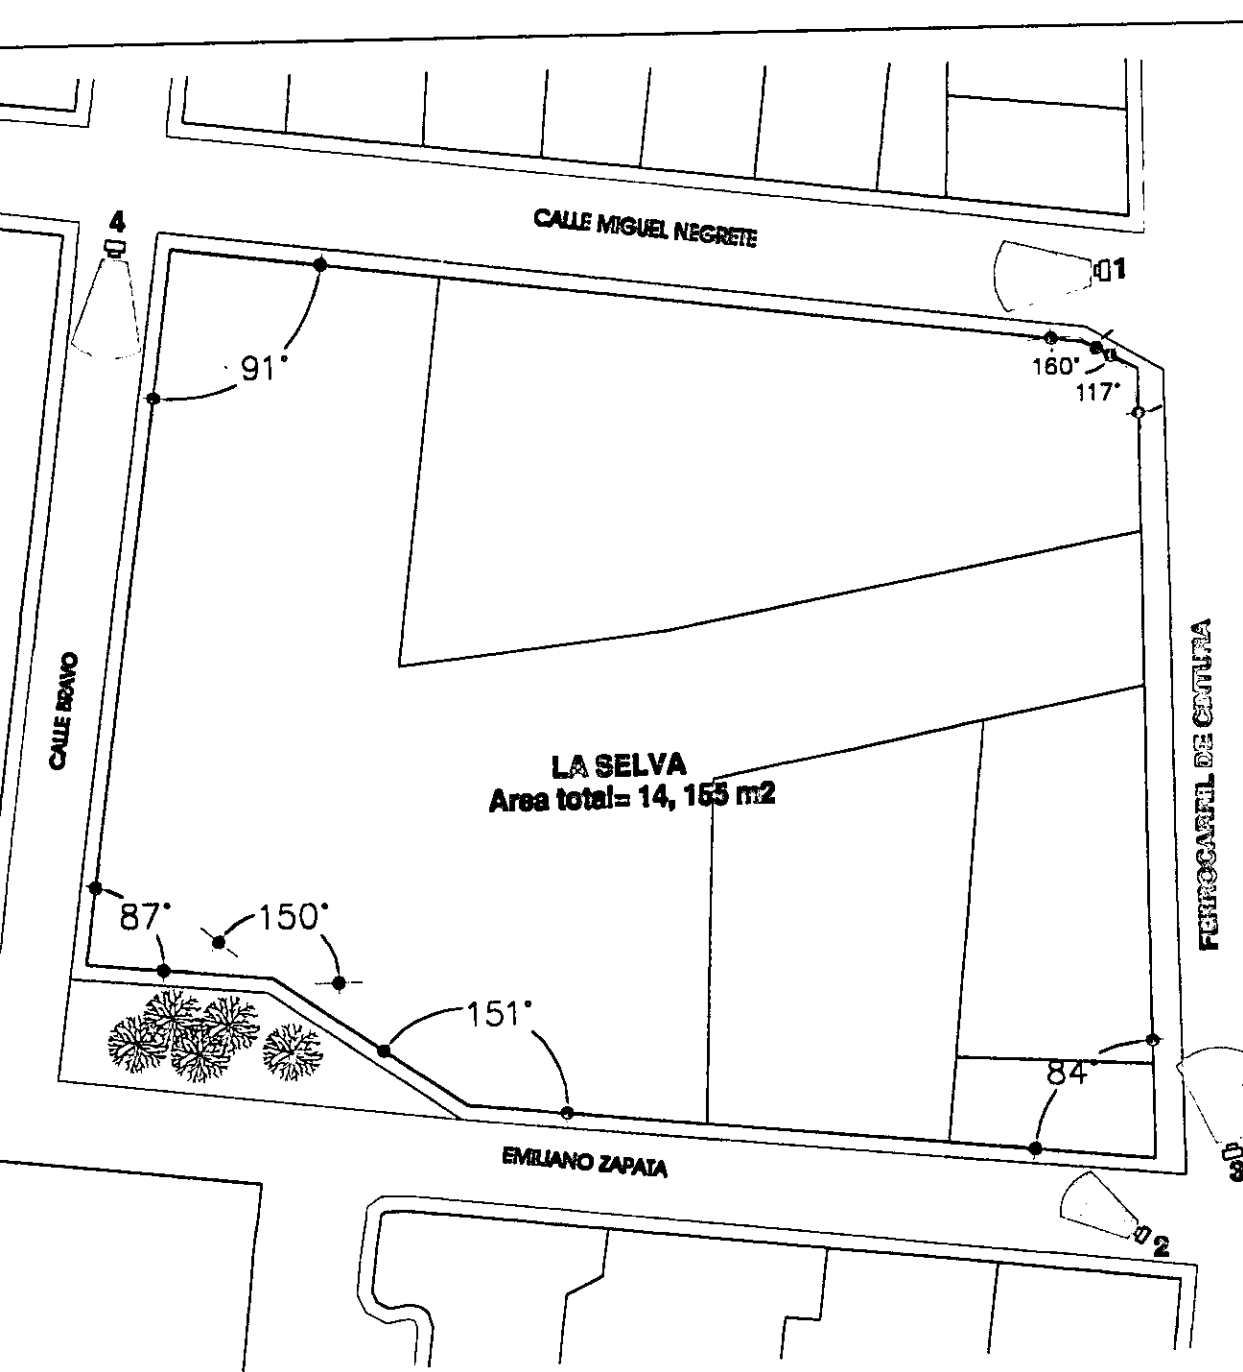 4
CALLE MIGUEL NEGRETE
1
91°
160°
117°
CALLE BRAVO
FERROCARRIL DE CINTURA
LA SELVA
Area total= 14, 155 m2
87°
150°
151°
84°
EMILIANO ZAPATA
3
2